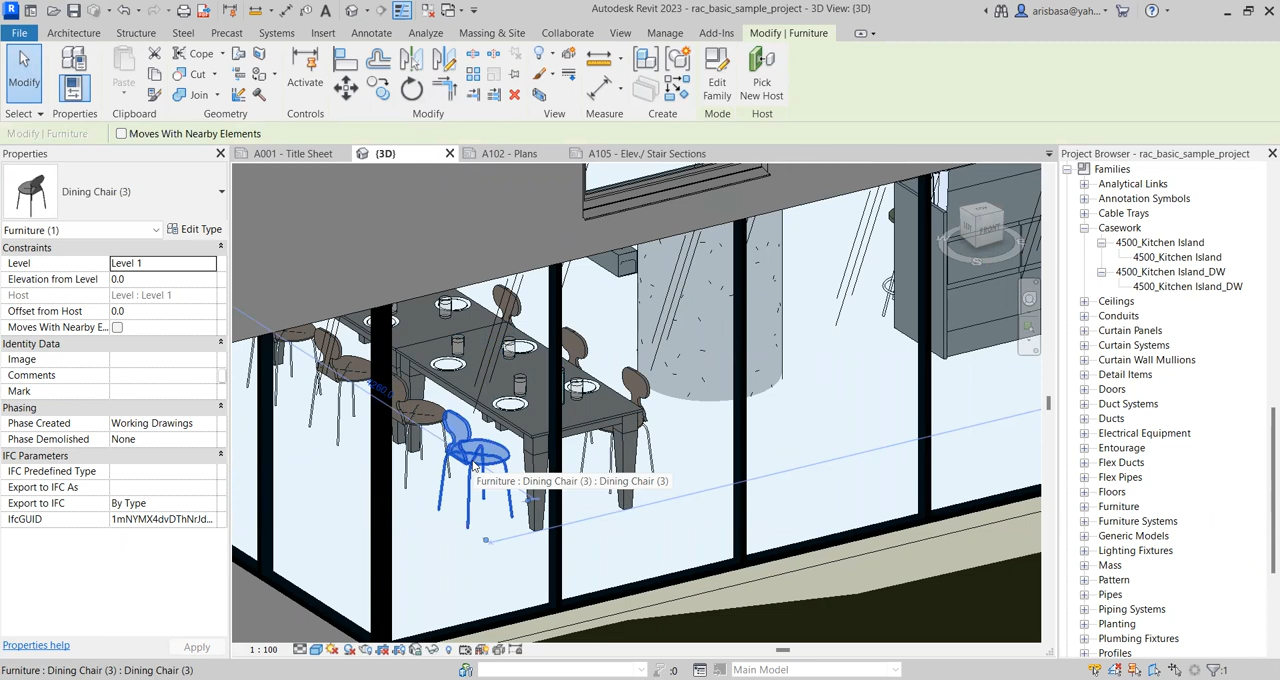 Autodesk Revit 2023 - rac_basic_sample_project - 3D View: {3D}
arisbasa@yah...
File Architecture Structure Steel Precast Systems Insert Annotate Analyze Massing & Site Collaborate View Manage Add-Ins Modify | Furniture
Modify
Select
Properties
Paste
Clipboard
Cope
Cut
Join
Geometry
Activate
Controls
Modify
View
Measure
Create
Edit Family
Mode
Pick New Host
Host
Modify | Furniture
Moves With Nearby Elements
Properties
A001 - Title Sheet
{3D}
A102 - Plans
A105 - Elev./ Stair Sections
Project Browser - rac_basic_sample_project
Dining Chair (3)
Furniture (1)
Edit Type
Constraints
Level Level 1
Elevation from Level 0.0
Host Level : Level 1
Offset from Host 0.0
Moves With Nearby E...
Identity Data
Image
Comments
Mark
Phasing
Phase Created Working Drawings
Phase Demolished None
IFC Parameters
IFC Predefined Type
Export to IFC As
Export to IFC By Type
IfcGUID 1mNYMX4dvDThNrJd...
Properties help
Apply
TOP
FRONT
W
S
Furniture : Dining Chair (3) : Dining Chair (3)
Families
Analytical Links
Annotation Symbols
Cable Trays
Casework
4500_Kitchen Island
4500_Kitchen Island
4500_Kitchen Island_DW
4500_Kitchen Island_DW
Ceilings
Conduits
Curtain Panels
Curtain Systems
Curtain Wall Mullions
Detail Items
Doors
Duct Systems
Ducts
Electrical Equipment
Entourage
Flex Ducts
Flex Pipes
Floors
Furniture
Furniture Systems
Generic Models
Lighting Fixtures
Mass
Pattern
Pipes
Piping Systems
Planting
Plumbing Fixtures
Profiles
1 : 100
Furniture : Dining Chair (3) : Dining Chair (3)
:0
Main Model
:1